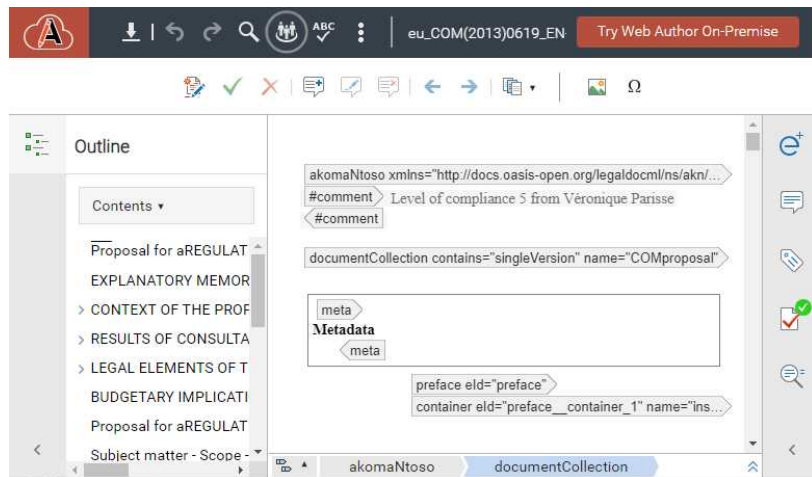 ABC
eu_COM(2013)0619_EN
Try Web Author On-Premise
Ω
Outline
Contents
Proposal for aREGULAT
EXPLANATORY MEMOR
CONTEXT OF THE PROF
RESULTS OF CONSULTA
LEGAL ELEMENTS OF T
BUDGETARY IMPLICATI
Proposal for aREGULAT
Subject matter - Scope -
akomaNtoso xmlns="http://docs.oasis-open.org/legaldocml/ns/akn/...
#comment Level of compliance 5 from Véronique Parisse
#comment
documentCollection contains="singleVersion" name="COMproposal"
meta
Metadata
meta
preface eId="preface"
container eId="preface__container_1" name="ins...
akomaNtoso documentCollection